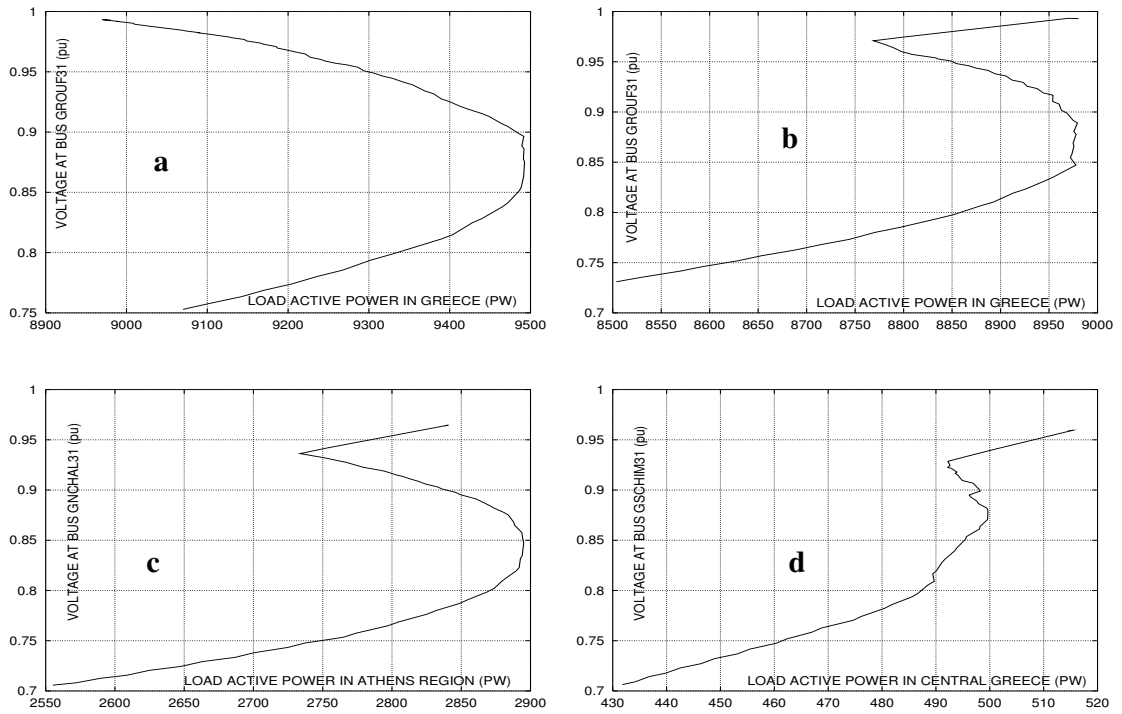 1
0.95
0.9
0.85
0.8
0.75
VOLTAGE AT BUS GROUF31 (pu)
a
LOAD ACTIVE POWER IN GREECE (PW)
8900 9000 9100 9200 9300 9400 9500
1
0.95
0.9
0.85
0.8
0.75
0.7
VOLTAGE AT BUS GROUF31 (pu)
b
LOAD ACTIVE POWER IN GREECE (PW)
8500 8550 8600 8650 8700 8750 8800 8850 8900 8950 9000
1
0.95
0.9
0.85
0.8
0.75
0.7
VOLTAGE AT BUS GNCHAL31 (pu)
c
LOAD ACTIVE POWER IN ATHENS REGION (PW)
2550 2600 2650 2700 2750 2800 2850 2900
1
0.95
0.9
0.85
0.8
0.75
0.7
VOLTAGE AT BUS GSCHIM31 (pu)
d
LOAD ACTIVE POWER IN CENTRAL GREECE (PW)
430 440 450 460 470 480 490 500 510 520